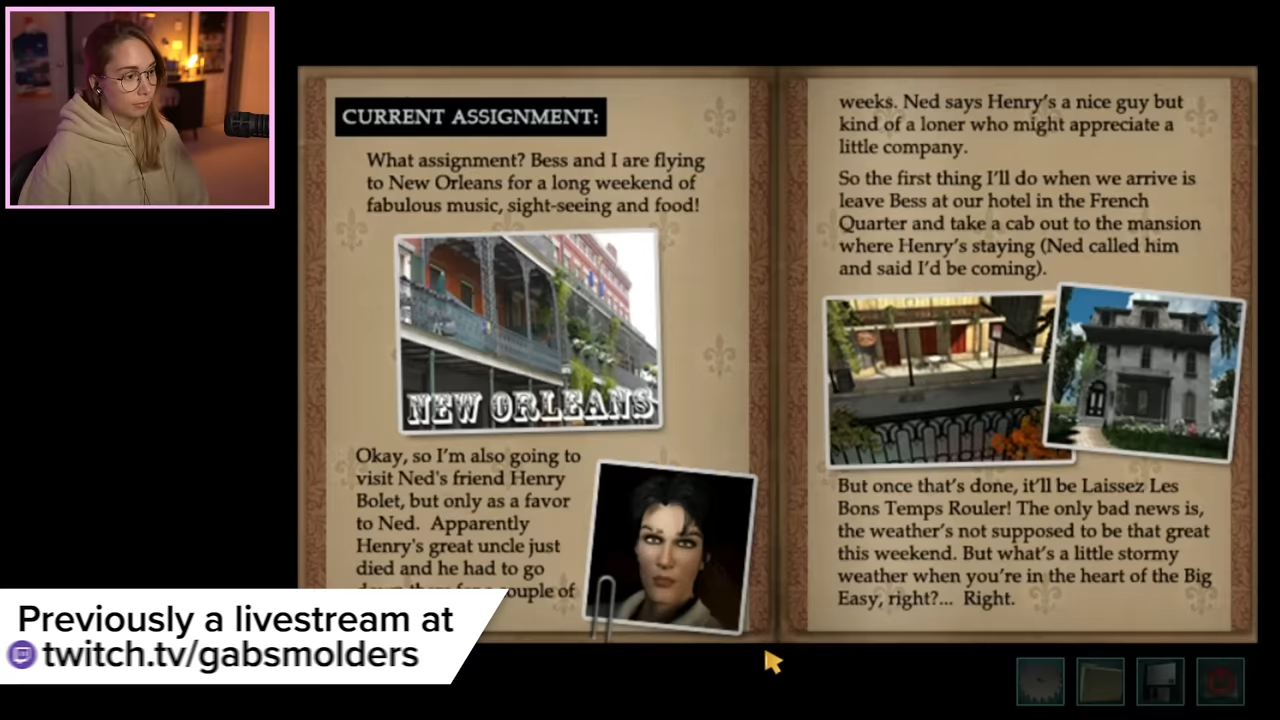 CURRENT ASSIGNMENT:
What assignment? Bess and I are flying
to New Orleans for a long weekend of
fabulous music, sight-seeing and food!
NEW ORLEANS
Okay, so I'm also going to
visit Ned's friend Henry
Bolet, but only as a favor
to Ned. Apparently
Henry's great uncle just
died and he had to go
down there for a couple of
weeks. Ned says Henry's a nice guy but
kind of a loner who might appreciate a
little company.
So the first thing I'll do when we arrive is
leave Bess at our hotel in the French
Quarter and take a cab out to the mansion
where Henry's staying (Ned called him
and said I'd be coming).
But once that's done, it'll be Laissez Les
Bons Temps Rouler! The only bad news is,
the weather's not supposed to be that great
this weekend. But what's a little stormy
weather when you're in the heart of the Big
Easy, right?... Right.
Previously a livestream at
twitch.tv/gabsmolders